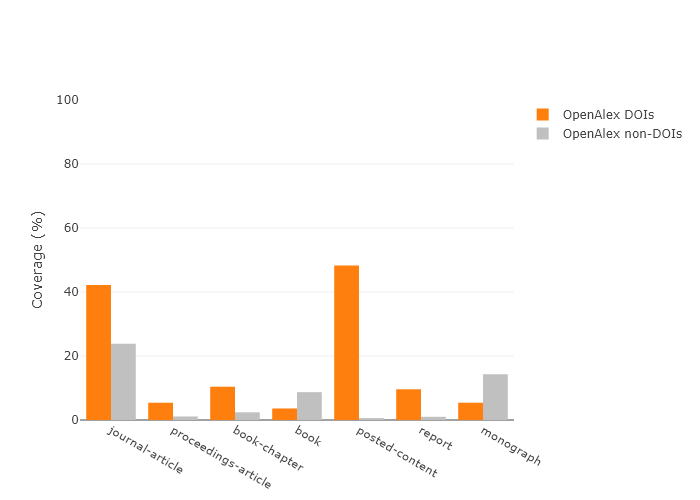 100
80
60
40
20
0
Coverage (%)
journal-article
proceedings-article
book-chapter
book
posted-content
report
monograph
OpenAlex DOIs
OpenAlex non-DOIs